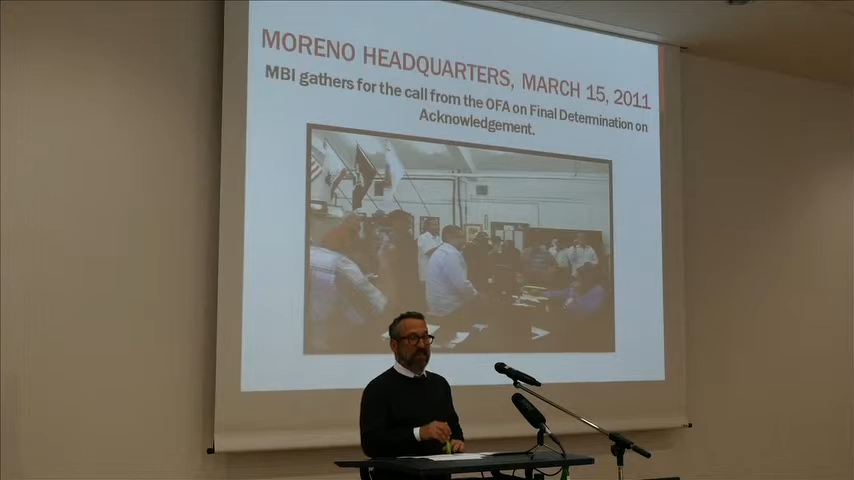 MORENO HEADQUARTERS, MARCH 15, 2011
MBI gathers for the call from the OFA on Final Determination on
Acknowledgement.